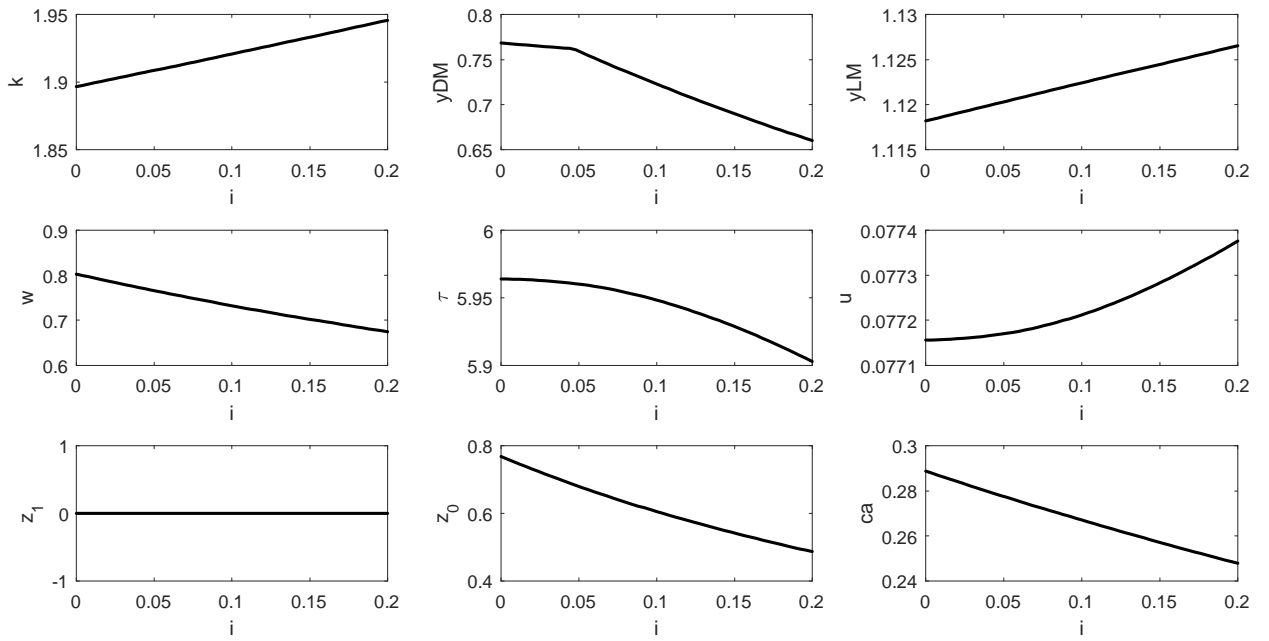 1.95
1.9
1.85
k
0 0.05 0.1 0.15 0.2
i
0.8
0.75
0.7
0.65
yDM
0 0.05 0.1 0.15 0.2
i
1.13
1.125
1.12
1.115
yLM
0 0.05 0.1 0.15 0.2
i
0.9
0.8
0.7
0.6
w
0 0.05 0.1 0.15 0.2
i
6
5.95
5.9
τ
0 0.05 0.1 0.15 0.2
i
0.0774
0.0773
0.0772
0.0771
u
0 0.05 0.1 0.15 0.2
i
1
0
-1
z1
0 0.05 0.1 0.15 0.2
i
0.8
0.6
0.4
z0
0 0.05 0.1 0.15 0.2
i
0.3
0.28
0.26
0.24
ca
0 0.05 0.1 0.15 0.2
i